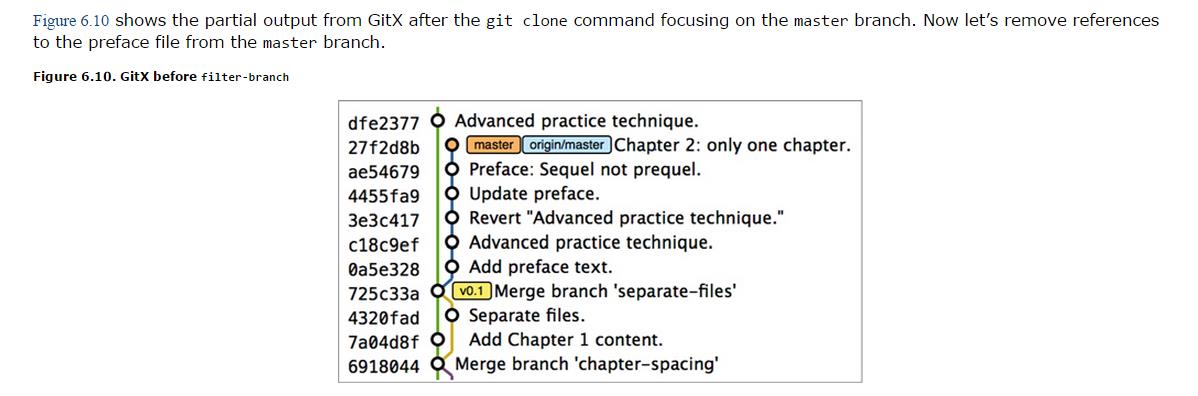 Figure 6.10 shows the partial output from GitX after the git clone command focusing on the master branch. Now let's remove references
to the preface file from the master branch.
Figure 6.10. GitX before filter-branch
dfe2377 Advanced practice technique.
27f2d8b master origin/master Chapter 2: only one chapter.
ae54679 Preface: Sequel not prequel.
4455fa9 Update preface.
3e3c417 Revert "Advanced practice technique."
c18c9ef Advanced practice technique.
0a5e328 Add preface text.
725c33a v0.1 Merge branch 'separate-files'
4320fad Separate files.
7a04d8f Add Chapter 1 content.
6918044 Merge branch 'chapter-spacing'